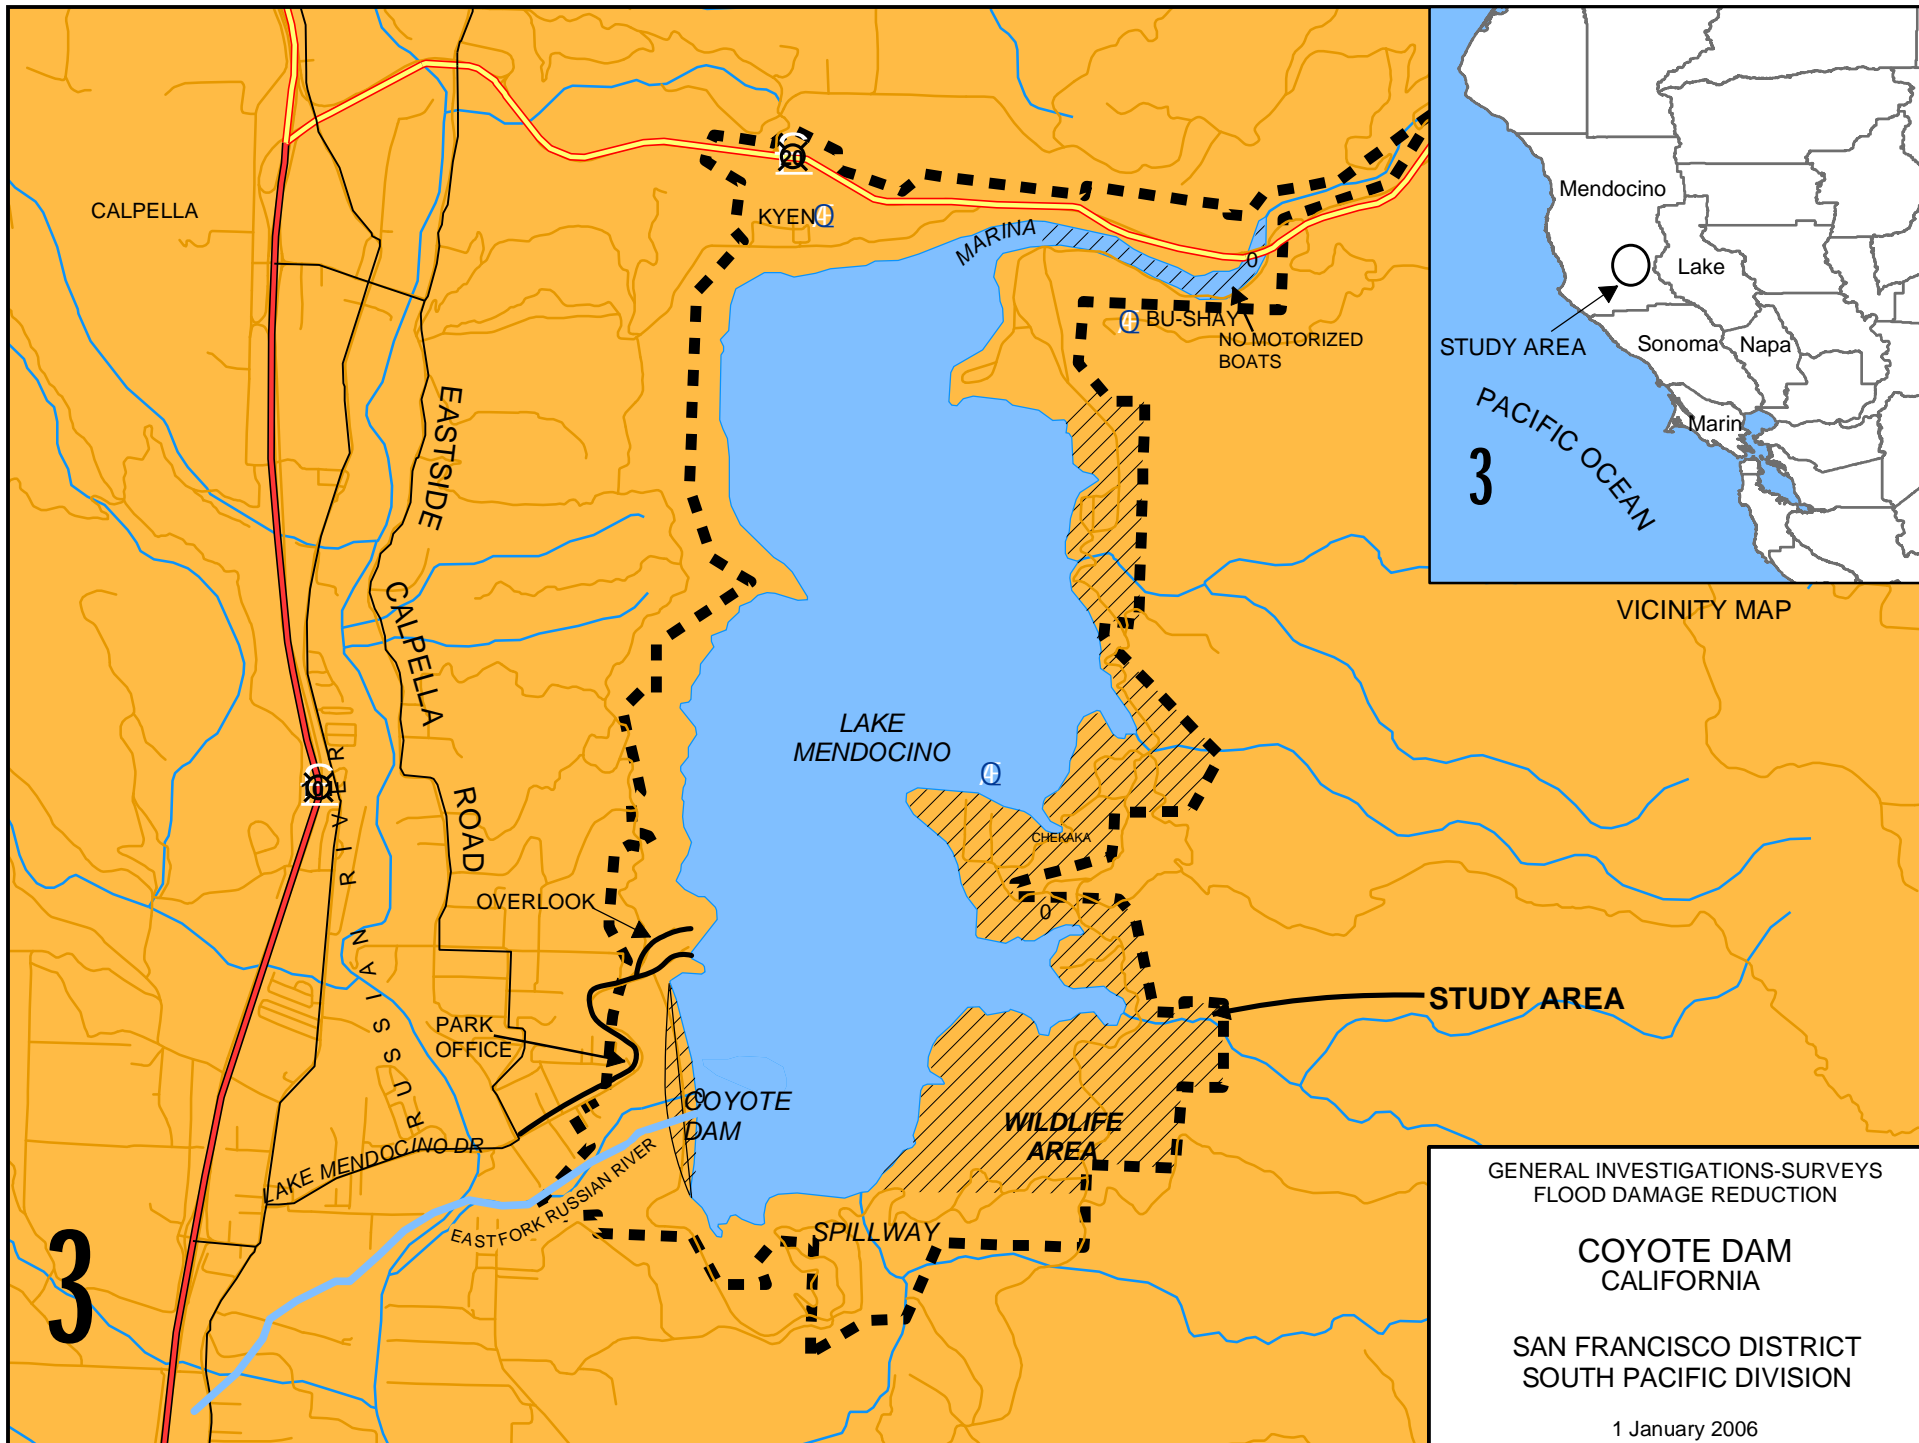 CALPELLA
20
KYEN
MARINA
0
BU-SHAY
NO MOTORIZED
BOATS
EASTSIDE
CALPELLA
ROAD
101
RUSSIAN RIVER
LAKE
MENDOCINO
CHEKAKA
0
OVERLOOK
PARK
OFFICE
0
COYOTE
DAM
LAKE MENDOCINO DR
EASTFORK RUSSIAN RIVER
WILDLIFE
AREA
SPILLWAY
STUDY AREA
3
Mendocino
Lake
STUDY AREA
Sonoma
Napa
Marin
PACIFIC OCEAN
3
VICINITY MAP
GENERAL INVESTIGATIONS-SURVEYS
FLOOD DAMAGE REDUCTION
COYOTE DAM
CALIFORNIA
SAN FRANCISCO DISTRICT
SOUTH PACIFIC DIVISION
1 January 2006